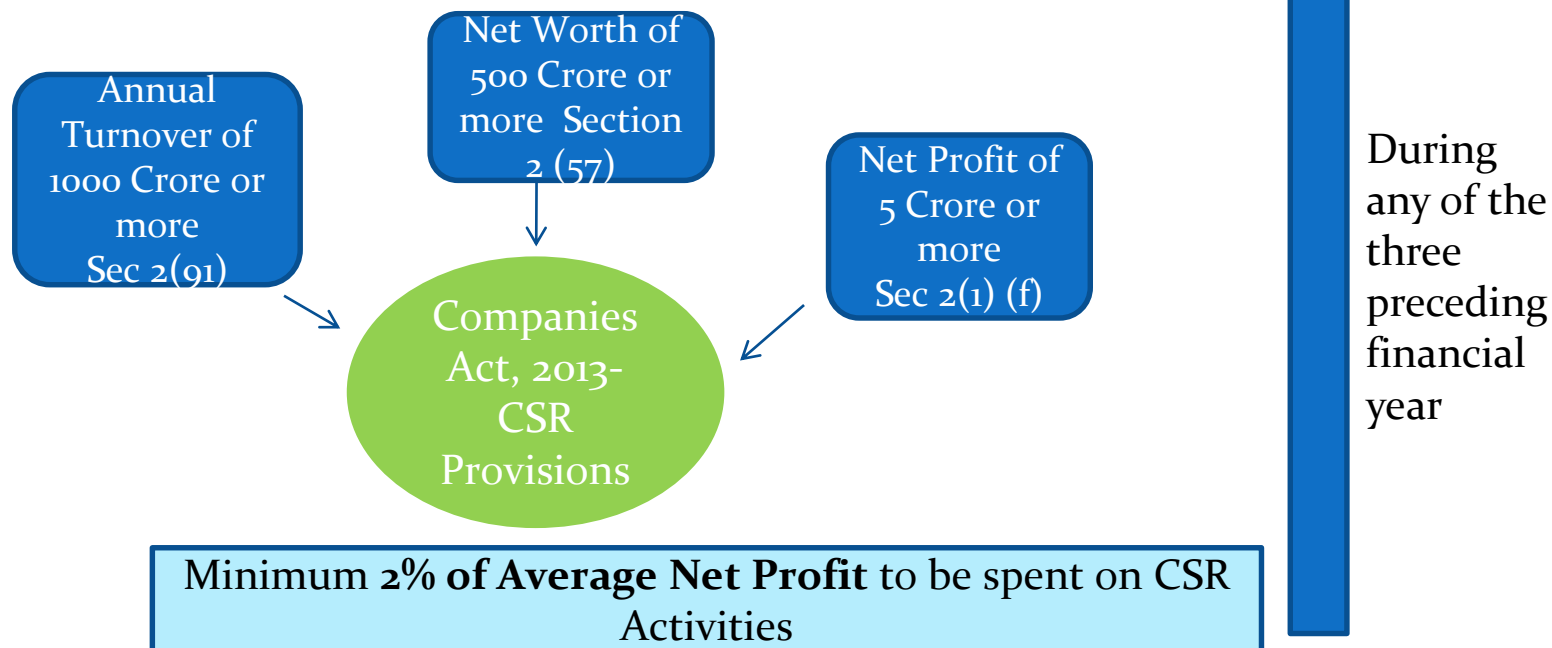 Annual
Turnover of
1000 Crore or
more
Sec 2(91)
Net Worth of
500 Crore or
more Section
2 (57)
Net Profit of
5 Crore or
more
Sec 2(1) (f)
Companies
Act, 2013-
CSR
Provisions
During
any of the
three
preceding
financial
year
Minimum 2% of Average Net Profit to be spent on CSR
Activities